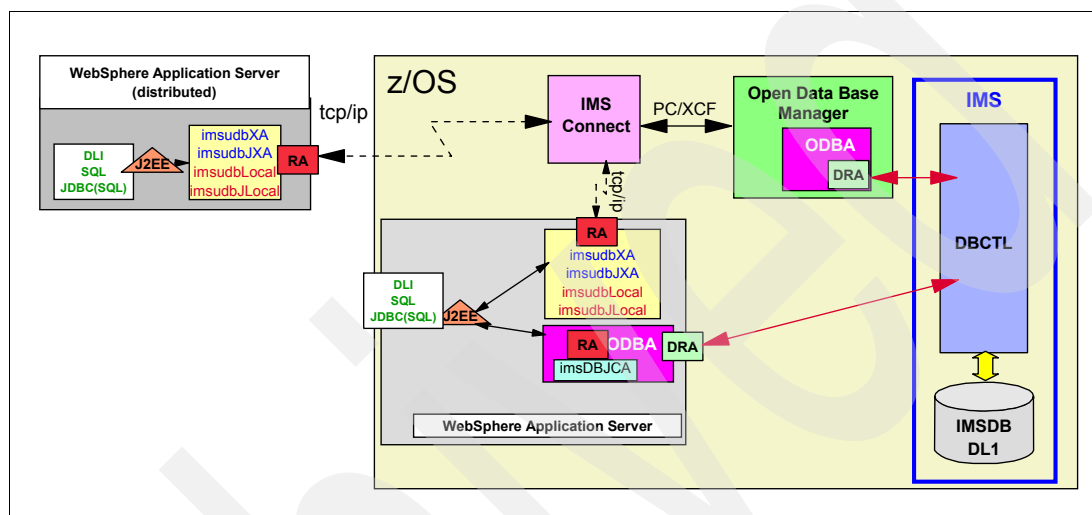 WebSphere Application Server
(distributed)
DLI
SQL
JDBC(SQL)
J2EE
imsudbXA
imsudbJXA
imsudbLocal
imsudbJLocal
RA
tcp/ip
z/OS
IMS
Connect
PC/XCF
Open Data Base
Manager
ODBA
DRA
IMS
DBCTL
IMSDB
DL1
tcp/ip
RA
imsudbXA
imsudbJXA
imsudbLocal
imsudbJLocal
DLI
SQL
JDBC(SQL)
J2EE
RA
ODBA
imsDBJCA
DRA
WebSphere Application Server